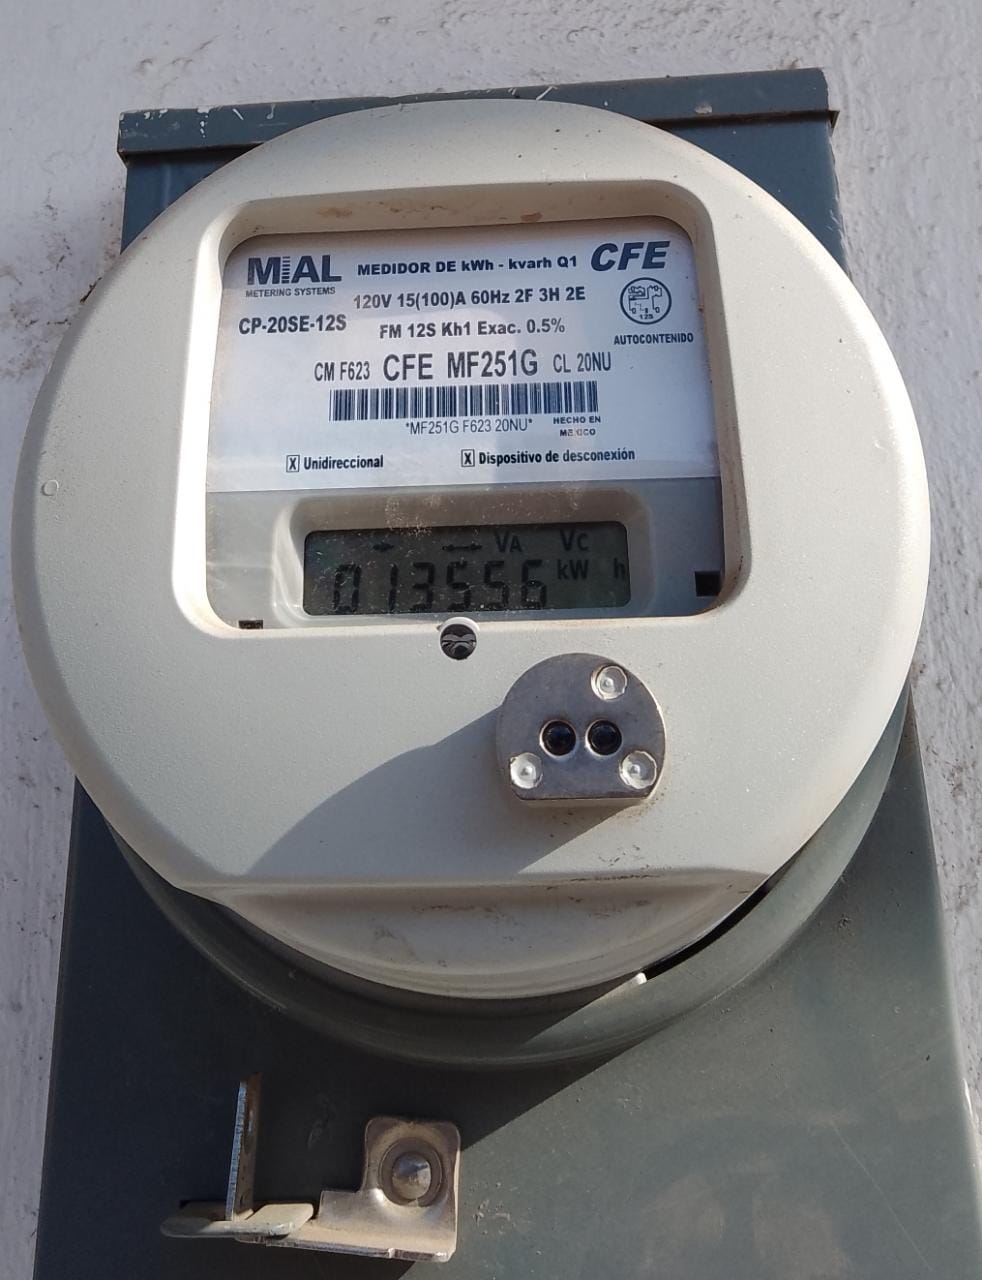 MIAL
METERING SYSTEMS
MEDIDOR DE kWh - kvarh Q1
CFE
120V 15(100)A 60Hz 2F 3H 2E
CP-20SE-12S
FM 12S Kh1 Exac. 0.5%
12S
AUTOCONTENIDO
CM F623 CFE MF251G CL 20NU
*MF251G F623 20NU*
HECHO EN
MEXICO
X Unidireccional
X Dispositivo de desconexión
VA VC
013556 kW h